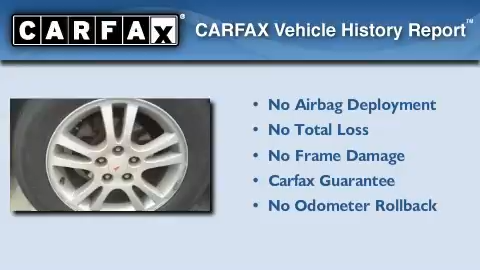 CARFAX® CARFAX Vehicle History Report™
• No Airbag Deployment
• No Total Loss
• No Frame Damage
• Carfax Guarantee
• No Odometer Rollback